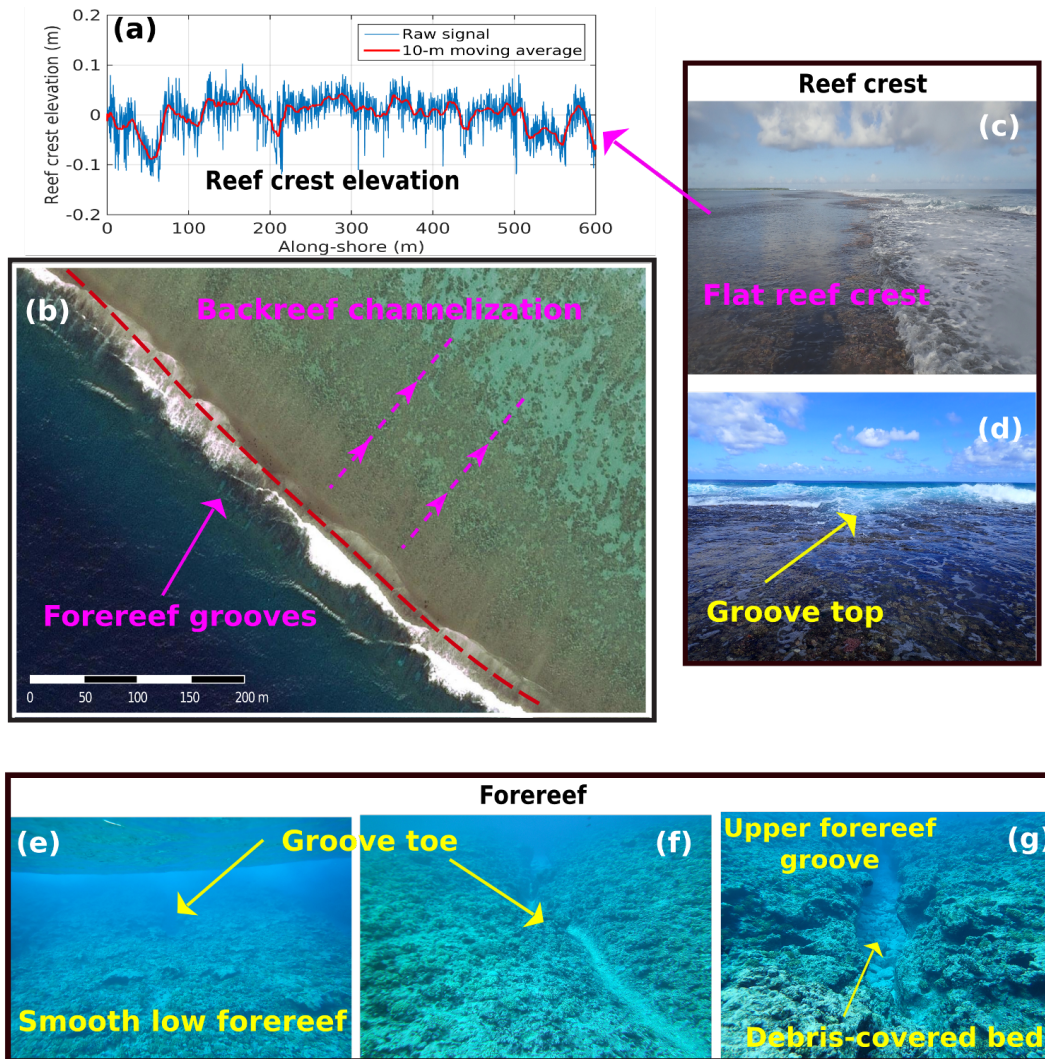 (a)
Raw signal
10-m moving average
Reef crest elevation (m)
0.2
0.1
0
-0.1
-0.2
Reef crest elevation
0 100 200 300 400 500 600
Along-shore (m)
Reef crest
(c)
Flat reef crest
(b)
Backreef channelization
Forereef grooves
0 50 100 150 200 m
(d)
Groove top
Forereef
(e)
Groove toe
Smooth low forereef
(f)
Upper forereef
groove
(g)
Debris-covered bed